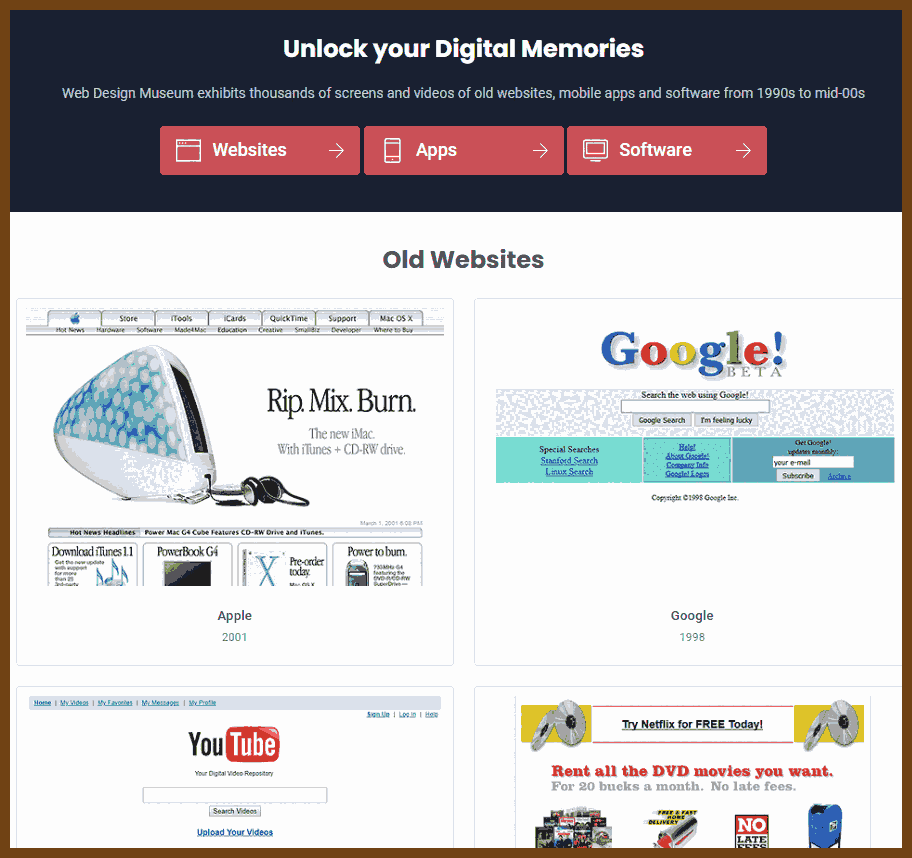 Unlock your Digital Memories
Web Design Museum exhibits thousands of screens and videos of old websites, mobile apps and software from 1990s to mid-00s
Websites Apps Software
Old Websites
Store iTools iCards QuickTime Support Mac OS X
Hot News Hardware Software Made4Mac Education Creative SmallBiz Developer Where to Buy
Rip. Mix. Burn.
The new iMac.
With iTunes + CD-RW drive.
March 1, 2001 6:08 PM
Hot News Headlines Power Mac G4 Cube Features CD-RW Drive and iTunes.
Download iTunes 1.1
Get the new update
with support
for more
than 25
3rd-party
PowerBook G4
Pre-order
today.
Mac OS X
Power to burn.
733MHz G4
featuring the
DVD-R/CD-RW
SuperDrive—
Apple
2001
Google!
BETA
Search the web using Google!
Google Search I'm feeling lucky
Special Searches
Stanford Search
Linux Search
Help!
About Google!
Company Info
Google! Logos
Get Google!
updates monthly:
your e-mail
Subscribe Archive
Copyright ©1998 Google Inc.
Google
1998
Home | My Videos | My Favorites | My Messages | My Profile
Sign Up | Log In | Help
YouTube
Your Digital Video Repository
Search Videos
Upload Your Videos
Try Netflix for FREE Today!
Rent all the DVD movies you want.
For 20 bucks a month. No late fees.
FREE & FAST
HOME
DELIVERY
NO
LATE
FEES